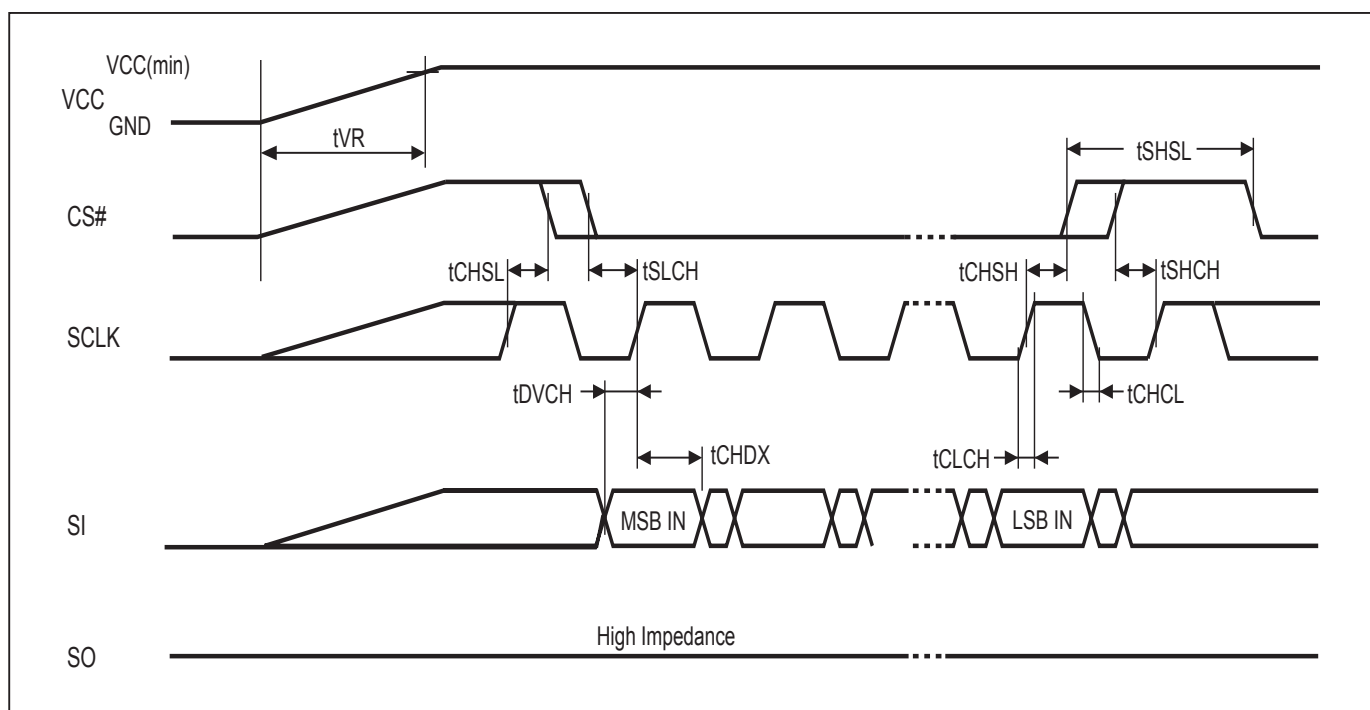 VCC(min)
VCC
GND
tVR
tSHSL
CS#
tCHSL
tSLCH
tCHSH
tSHCH
SCLK
tDVCH
tCHCL
tCHDX
tCLCH
SI
MSB IN
LSB IN
High Impedance
SO